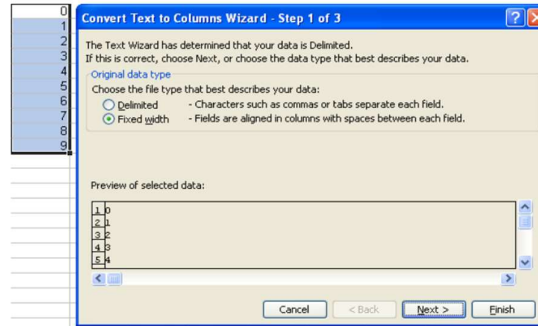 0
1
2
3
4
5
6
7
8
9
Convert Text to Columns Wizard - Step 1 of 3
The Text Wizard has determined that your data is Delimited.
If this is correct, choose Next, or choose the data type that best describes your data.
Original data type
Choose the file type that best describes your data:
Delimited - Characters such as commas or tabs separate each field.
Fixed width - Fields are aligned in columns with spaces between each field.
Preview of selected data:
1 0
2 1
3 2
4 3
5 4
Cancel < Back Next > Finish